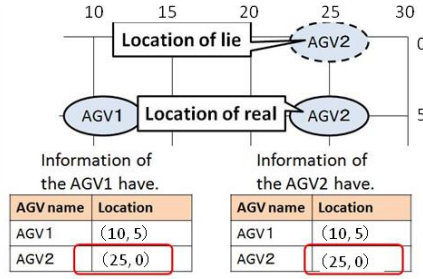 10 15 20 25 30
Location of lie AGV2 0
AGV1 Location of real AGV2 5
Information of
the AGV1 have.
AGV name Location
AGV1 (10, 5)
AGV2 (25, 0)
Information of
the AGV2 have.
AGV name Location
AGV1 (10, 5)
AGV2 (25, 0)